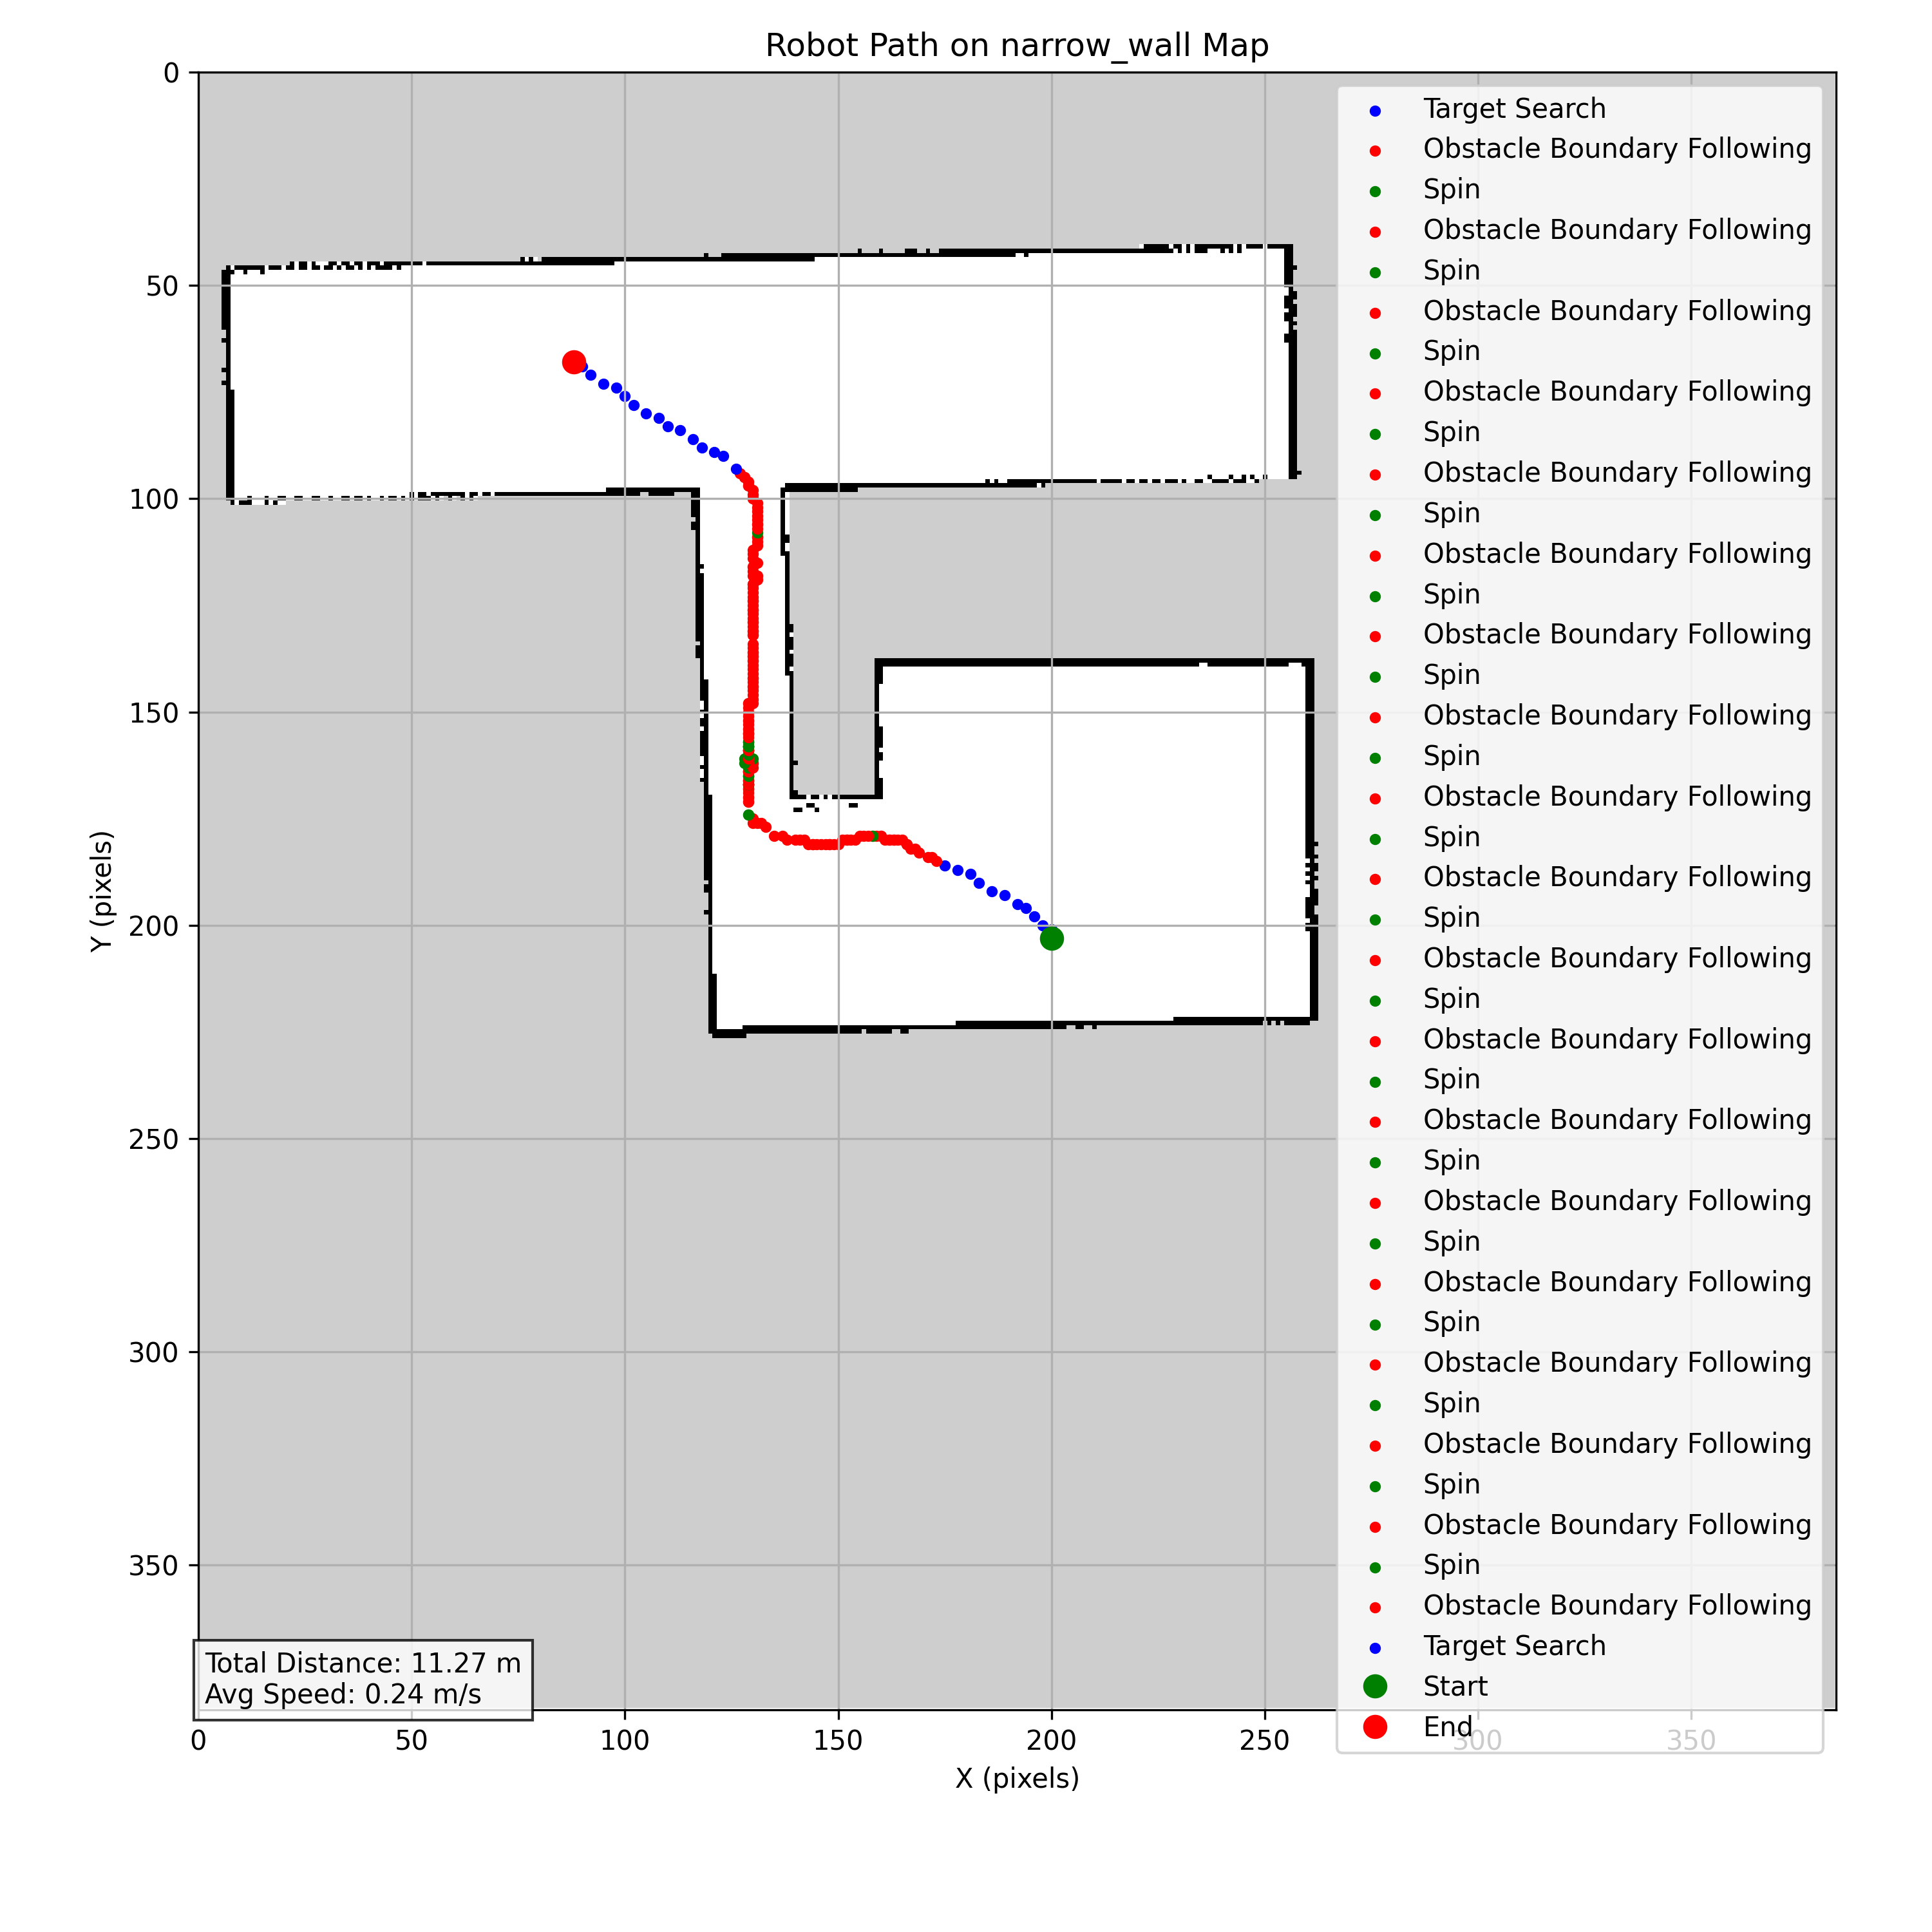 Robot Path on narrow_wall Map
0
50
100
150
200
250
300
350
Y (pixels)
Target Search
Obstacle Boundary Following
Spin
Obstacle Boundary Following
Spin
Obstacle Boundary Following
Spin
Obstacle Boundary Following
Spin
Obstacle Boundary Following
Spin
Obstacle Boundary Following
Spin
Obstacle Boundary Following
Spin
Obstacle Boundary Following
Spin
Obstacle Boundary Following
Spin
Obstacle Boundary Following
Spin
Obstacle Boundary Following
Spin
Obstacle Boundary Following
Spin
Obstacle Boundary Following
Spin
Obstacle Boundary Following
Spin
Obstacle Boundary Following
Spin
Obstacle Boundary Following
Spin
Obstacle Boundary Following
Spin
Obstacle Boundary Following
Spin
Obstacle Boundary Following
Target Search
Start
End
Total Distance: 11.27 m
Avg Speed: 0.24 m/s
0 50 100 150 200 250 300 350
X (pixels)